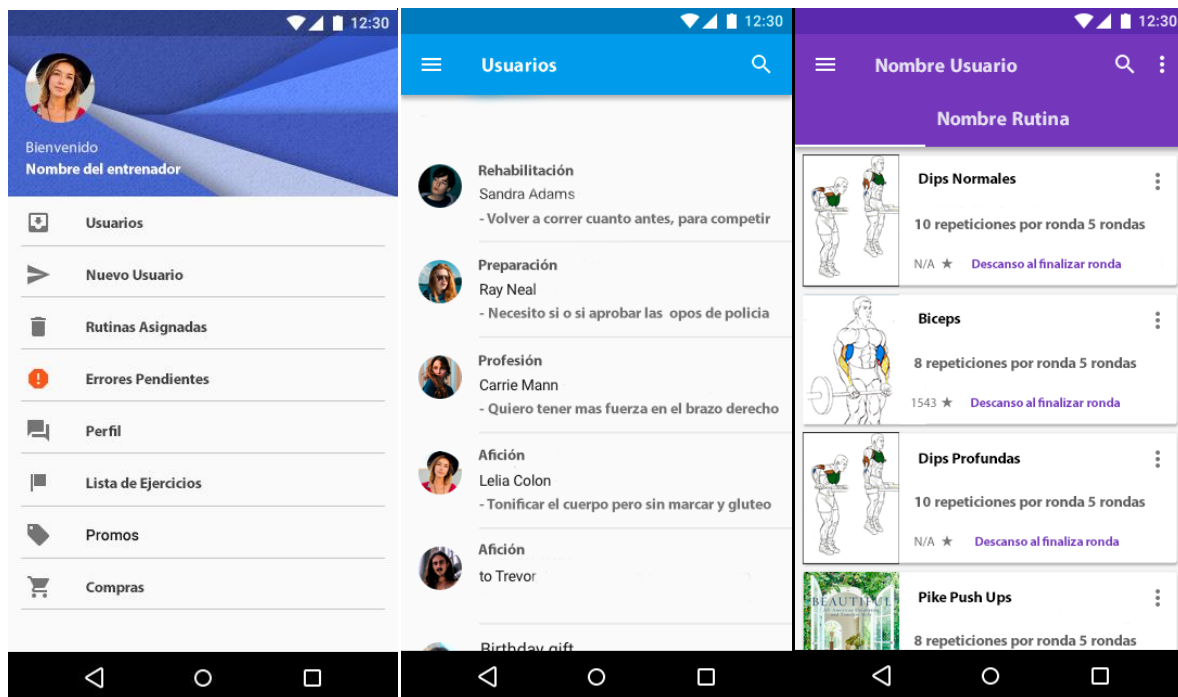 12:30
Bienvenido
Nombre del entrenador
Usuarios
Nuevo Usuario
Rutinas Asignadas
Errores Pendientes
Perfil
Lista de Ejercicios
Promos
Compras
12:30
Usuarios
Rehabilitación
Sandra Adams
- Volver a correr cuanto antes, para competir
Preparación
Ray Neal
- Necesito si o si aprobar las opos de policia
Profesión
Carrie Mann
- Quiero tener mas fuerza en el brazo derecho
Afición
Lelia Colon
- Tonificar el cuerpo pero sin marcar y gluteo
Afición
to Trevor
Birthday gift
12:30
Nombre Usuario
Nombre Rutina
Dips Normales
10 repeticiones por ronda 5 rondas
N/A ★ Descanso al finalizar ronda
Biceps
8 repeticiones por ronda 5 rondas
1543 ★ Descanso al finalizar ronda
Dips Profundas
10 repeticiones por ronda 5 rondas
N/A ★ Descanso al finaliza ronda
BEAUTIFUL
Pike Push Ups
8 repeticiones por ronda 5 rondas